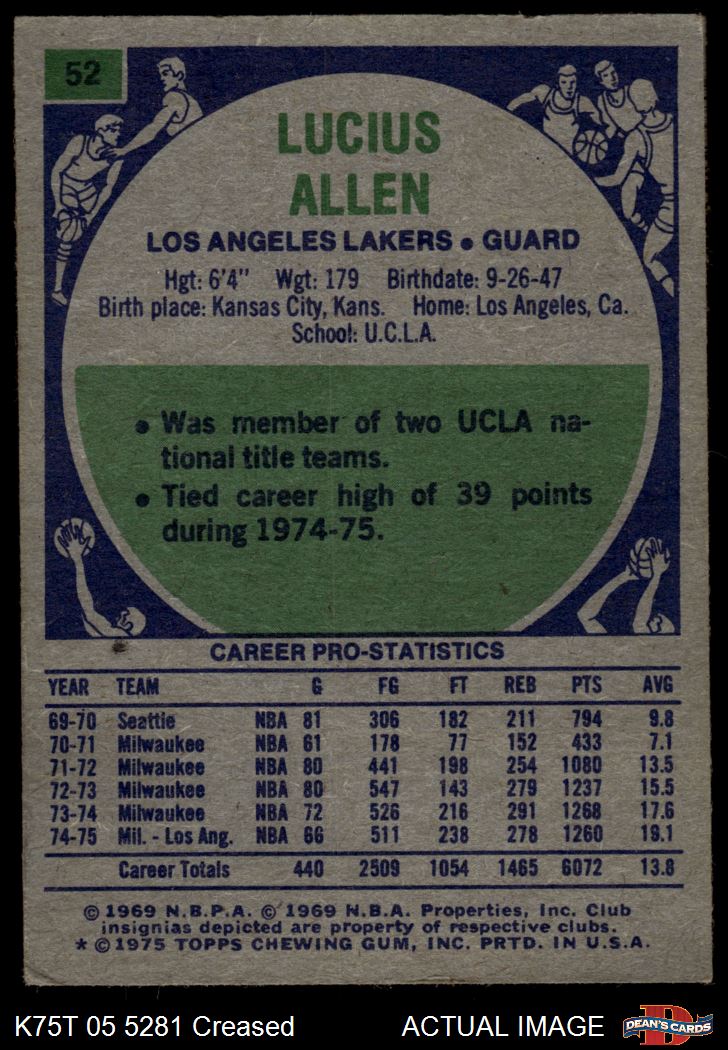 52
LUCIUS
ALLEN
LOS ANGELES LAKERS • GUARD
Hgt: 6'4" Wgt: 179 Birthdate: 9-26-47
Birth place: Kansas City, Kans. Home: Los Angeles, Ca.
School: U.C.L.A.
• Was member of two UCLA na-
tional title teams.
• Tied career high of 39 points
during 1974-75.
CAREER PRO-STATISTICS
YEAR TEAM G FG FT REB PTS AVG
69-70 Seattle NBA 81 306 182 211 794 9.8
70-71 Milwaukee NBA 61 178 77 152 433 7.1
71-72 Milwaukee NBA 80 441 198 254 1080 13.5
72-73 Milwaukee NBA 80 547 143 279 1237 15.5
73-74 Milwaukee NBA 72 526 216 291 1268 17.6
74-75 Mil. - Los Ang. NBA 66 511 238 278 1260 19.1
Career Totals 440 2509 1054 1465 6072 13.8
© 1969 N.B.P.A. © 1969 N.B.A. Properties, Inc. Club
insignias depicted are property of respective clubs.
* © 1975 TOPPS CHEWING GUM, INC. PRTD. IN U.S.A.
K75T 05 5281 Creased ACTUAL IMAGE
D
DEAN'S CARDS